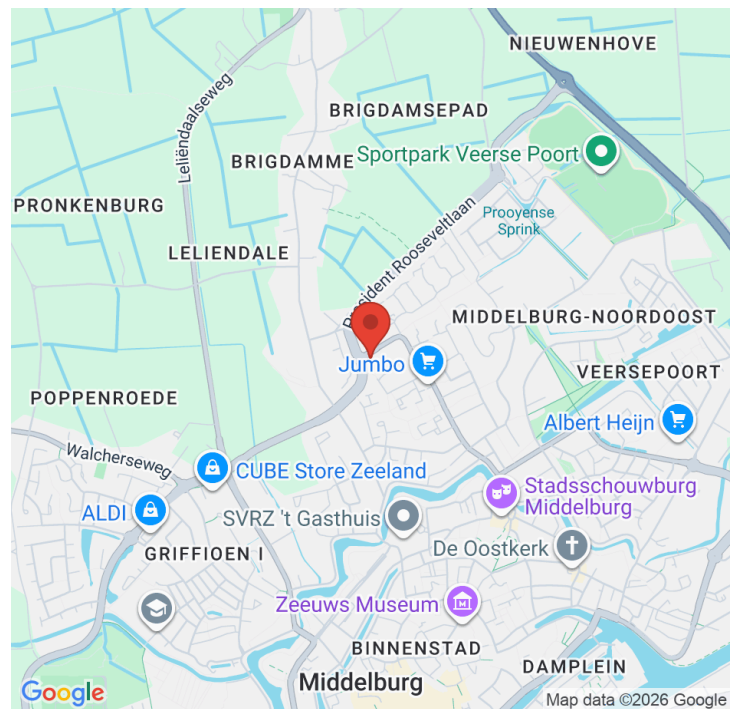 NIEUWENHOVE
BRIGDAMSEPAD
Leliëndaalseweg
BRIGDAMME
Sportpark Veerse Poort
PRONKENBURG
Prooyense
Sprink
President Rooseveltlaan
LELIENDALE
MIDDELBURG-NOORDOOST
Jumbo
VEERSEPOORT
POPPENROEDE
Albert Heijn
Walcherseweg
CUBE Store Zeeland
Stadsschouwburg
Middelburg
ALDI
SVRZ 't Gasthuis
GRIFFIOEN I
De Oostkerk
Zeeuws Museum
BINNENSTAD
DAMPLEIN
Middelburg
Google
Map data ©2026 Google